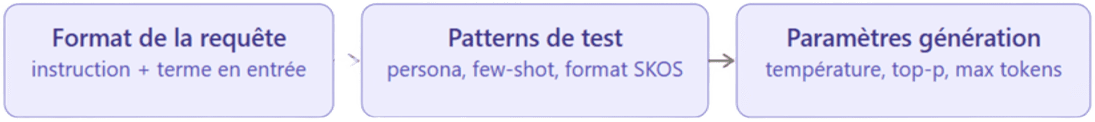 Format de la requête
instruction + terme en entrée
Patterns de test
persona, few-shot, format SKOS
Paramètres génération
température, top-p, max tokens